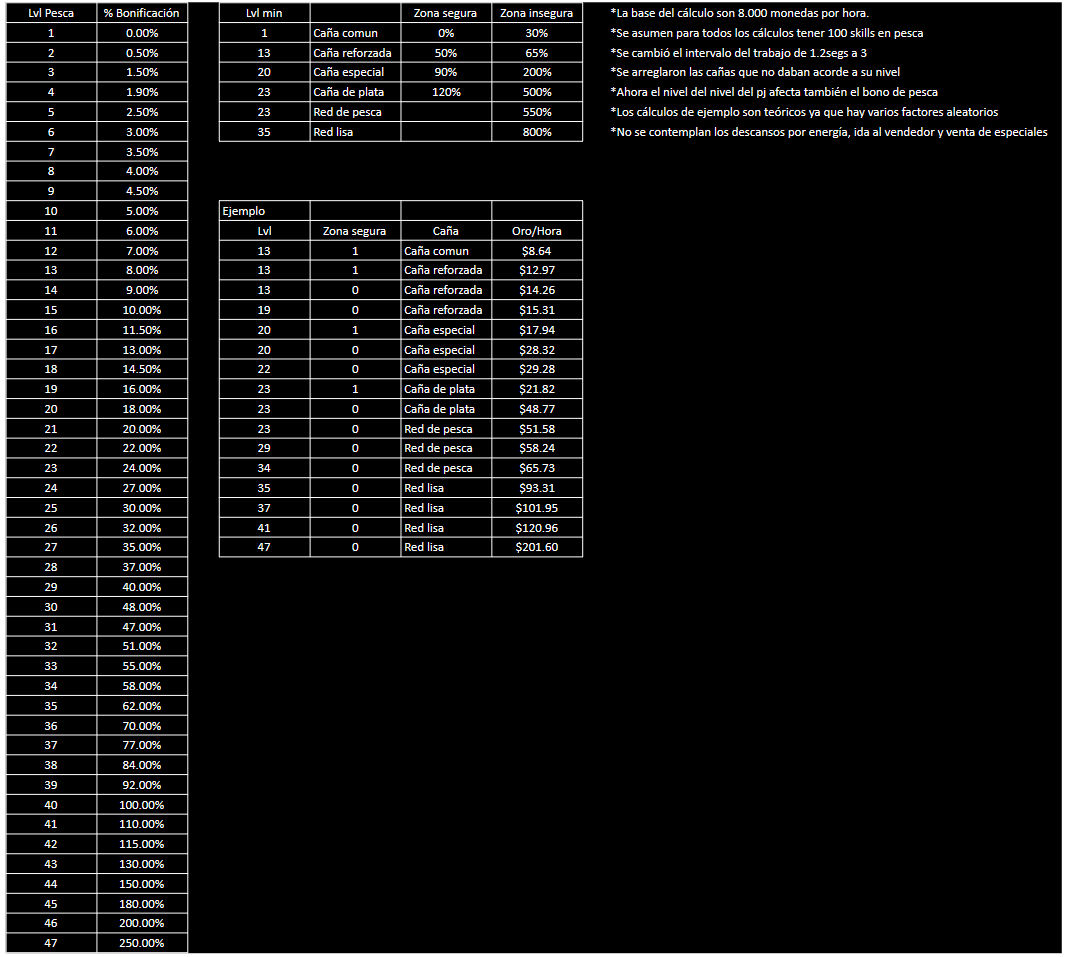 Lvl Pesca % Bonificación
1 0.00%
2 0.50%
3 1.50%
4 1.90%
5 2.50%
6 3.00%
7 3.50%
8 4.00%
9 4.50%
10 5.00%
11 6.00%
12 7.00%
13 8.00%
14 9.00%
15 10.00%
16 11.50%
17 13.00%
18 14.50%
19 16.00%
20 18.00%
21 20.00%
22 22.00%
23 24.00%
24 27.00%
25 30.00%
26 32.00%
27 35.00%
28 37.00%
29 40.00%
30 48.00%
31 47.00%
32 51.00%
33 55.00%
34 58.00%
35 62.00%
36 70.00%
37 77.00%
38 84.00%
39 92.00%
40 100.00%
41 110.00%
42 115.00%
43 130.00%
44 150.00%
45 180.00%
46 200.00%
47 250.00%
Lvl min Zona segura Zona insegura
1 Caña comun 0% 30%
13 Caña reforzada 50% 65%
20 Caña especial 90% 200%
23 Caña de plata 120% 500%
23 Red de pesca 550%
35 Red lisa 800%
Ejemplo
Lvl Zona segura Caña Oro/Hora
13 1 Caña comun $8.64
13 1 Caña reforzada $12.97
13 0 Caña reforzada $14.26
19 0 Caña reforzada $15.31
20 1 Caña especial $17.94
20 0 Caña especial $28.32
22 0 Caña especial $29.28
23 1 Caña de plata $21.82
23 0 Caña de plata $48.77
23 0 Red de pesca $51.58
29 0 Red de pesca $58.24
34 0 Red de pesca $65.73
35 0 Red lisa $93.31
37 0 Red lisa $101.95
41 0 Red lisa $120.96
47 0 Red lisa $201.60
*La base del cálculo son 8.000 monedas por hora.
*Se asumen para todos los cálculos tener 100 skills en pesca
*Se cambió el intervalo del trabajo de 1.2segs a 3
*Se arreglaron las cañas que no daban acorde a su nivel
*Ahora el nivel del nivel del pj afecta también el bono de pesca
*Los cálculos de ejemplo son teóricos ya que hay varios factores aleatorios
*No se contemplan los descansos por energía, ida al vendedor y venta de especiales